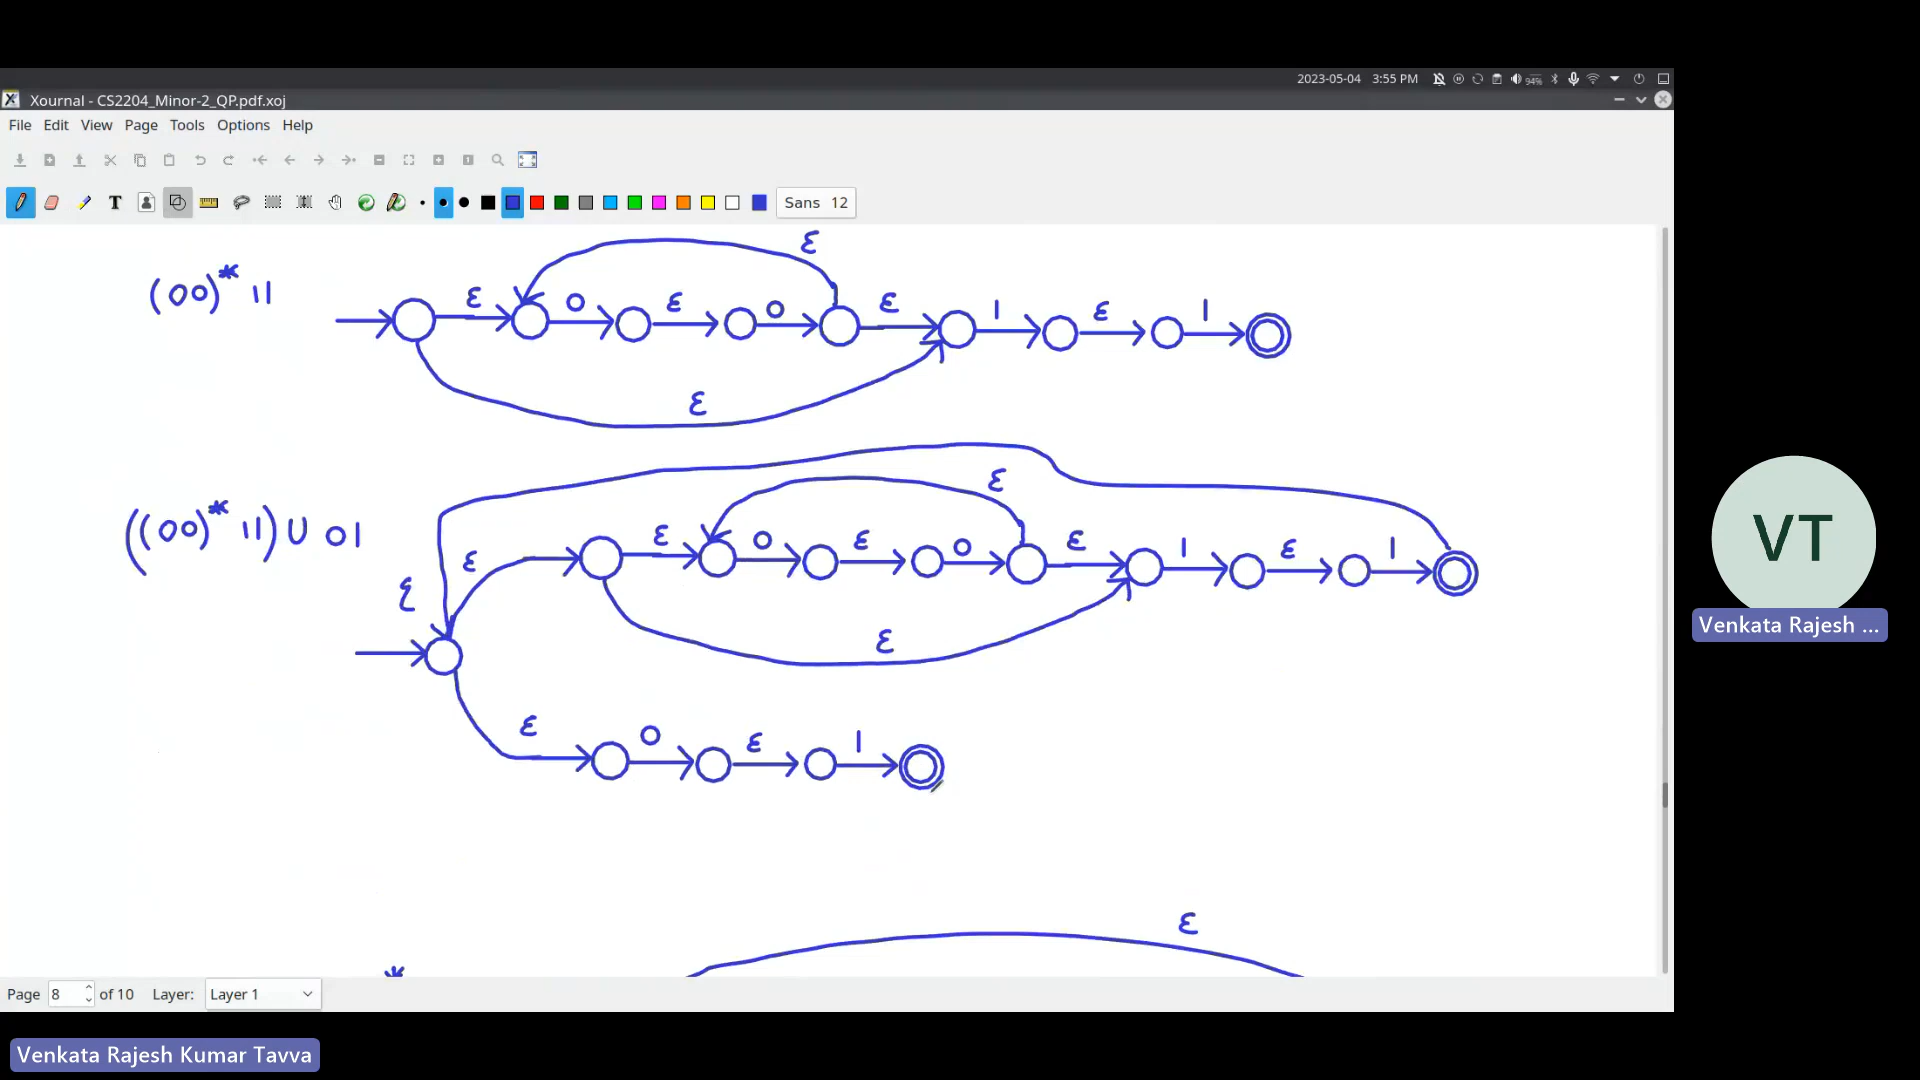 2023-05-04 3:55 PM 94%
Xournal - CS2204_Minor-2_QP.pdf.xoj
File Edit View Page Tools Options Help
T Sans 12
ε
(00)* 11 ε 0 ε 0 ε 1 ε 1
ε
ε
((00)* 11) U 01 ε ε 0 ε 0 ε 1 ε 1
ε
ε
ε 0 ε 1
ε
*
Page 8 of 10 Layer: Layer 1
VT
Venkata Rajesh ...
Venkata Rajesh Kumar Tavva